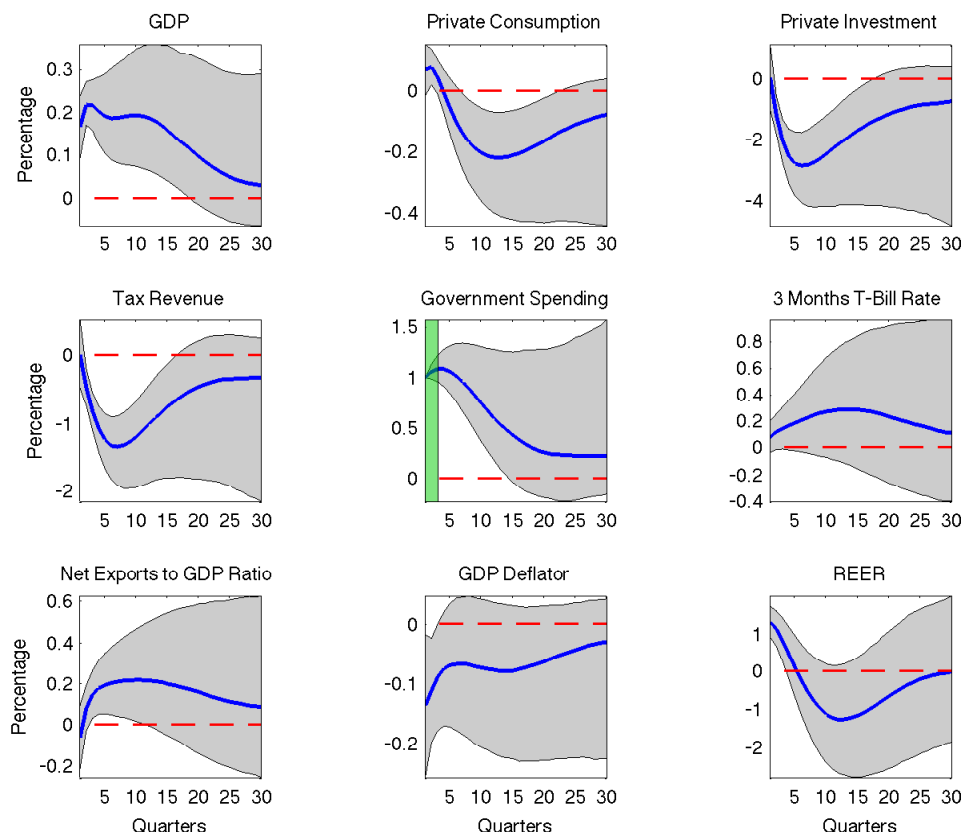 GDP
Private Consumption
Private Investment
Percentage
0.3
0.2
0.1
0
5 10 15 20 25 30
0
-0.2
-0.4
5 10 15 20 25 30
0
-2
-4
5 10 15 20 25 30
Tax Revenue
Government Spending
3 Months T-Bill Rate
Percentage
0
-1
-2
5 10 15 20 25 30
1.5
1
0.5
0
5 10 15 20 25 30
0.8
0.6
0.4
0.2
0
-0.2
-0.4
5 10 15 20 25 30
Net Exports to GDP Ratio
GDP Deflator
REER
Percentage
0.6
0.4
0.2
0
-0.2
5 10 15 20 25 30
Quarters
0
-0.1
-0.2
5 10 15 20 25 30
Quarters
1
0
-1
-2
5 10 15 20 25 30
Quarters